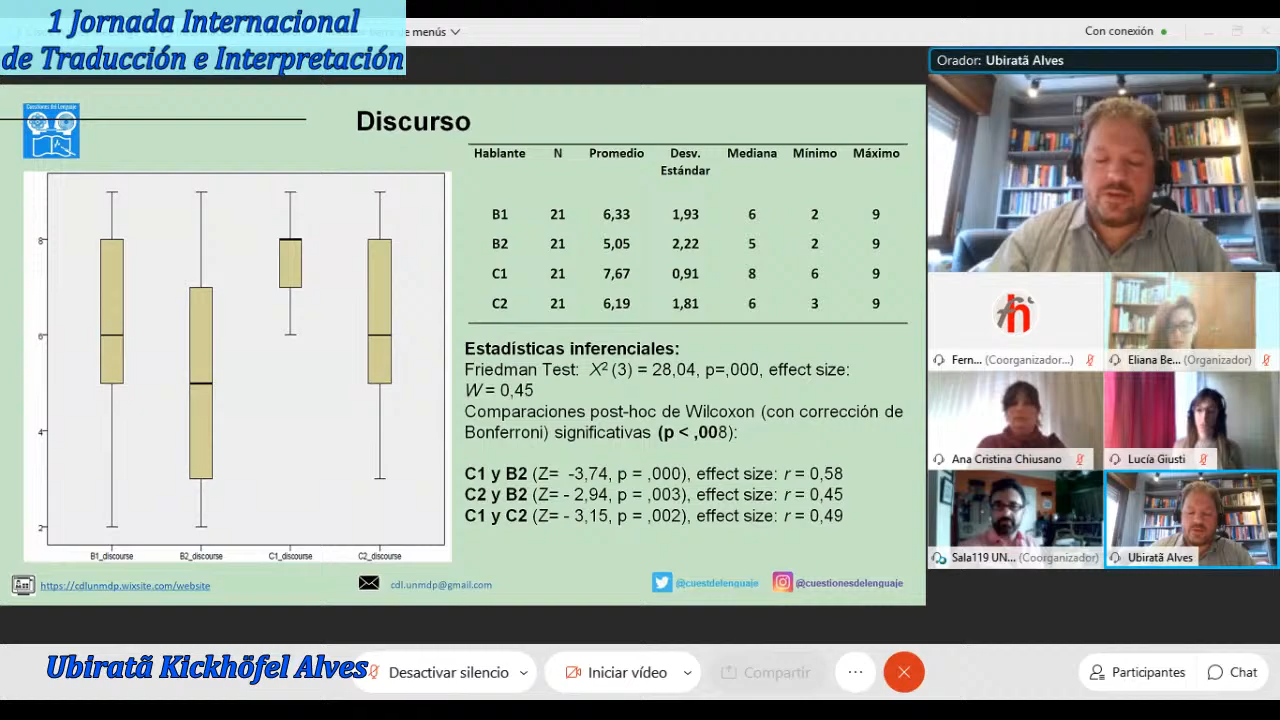 1 Jornada Internacional
de Traducción e Interpretación
menús
Con conexión
Orador: Ubiratã Alves
Cuestiones del Lenguaje
Discurso
Hablante N Promedio Desv. Estándar Mediana Mínimo Máximo
B1 21 6,33 1,93 6 2 9
B2 21 5,05 2,22 5 2 9
C1 21 7,67 0,91 8 6 9
C2 21 6,19 1,81 6 3 9
8
6
4
2
B1_discourse B2_discourse C1_discourse C2_discourse
Estadísticas inferenciales:
Friedman Test: X² (3) = 28,04, p=,000, effect size:
W = 0,45
Comparaciones post-hoc de Wilcoxon (con corrección de
Bonferroni) significativas (p < ,008):
C1 y B2 (Z= -3,74, p = ,000), effect size: r = 0,58
C2 y B2 (Z= - 2,94, p = ,003), effect size: r = 0,45
C1 y C2 (Z= - 3,15, p = ,002), effect size: r = 0,49
https://cdlunmdp.wixsite.com/website
cdl.unmdp@gmail.com
@cuestdelenguaje
@cuestionesdelenguaje
h
Fern... (Coorganizador...)
Eliana Be... (Organizador)
Ana Cristina Chiusano
Lucía Giusti
Sala119 UN... (Coorganizador)
Ubiratã Alves
Ubiratã Kickhöfel Alves
Desactivar silencio
Iniciar vídeo
Compartir
...
Participantes
Chat